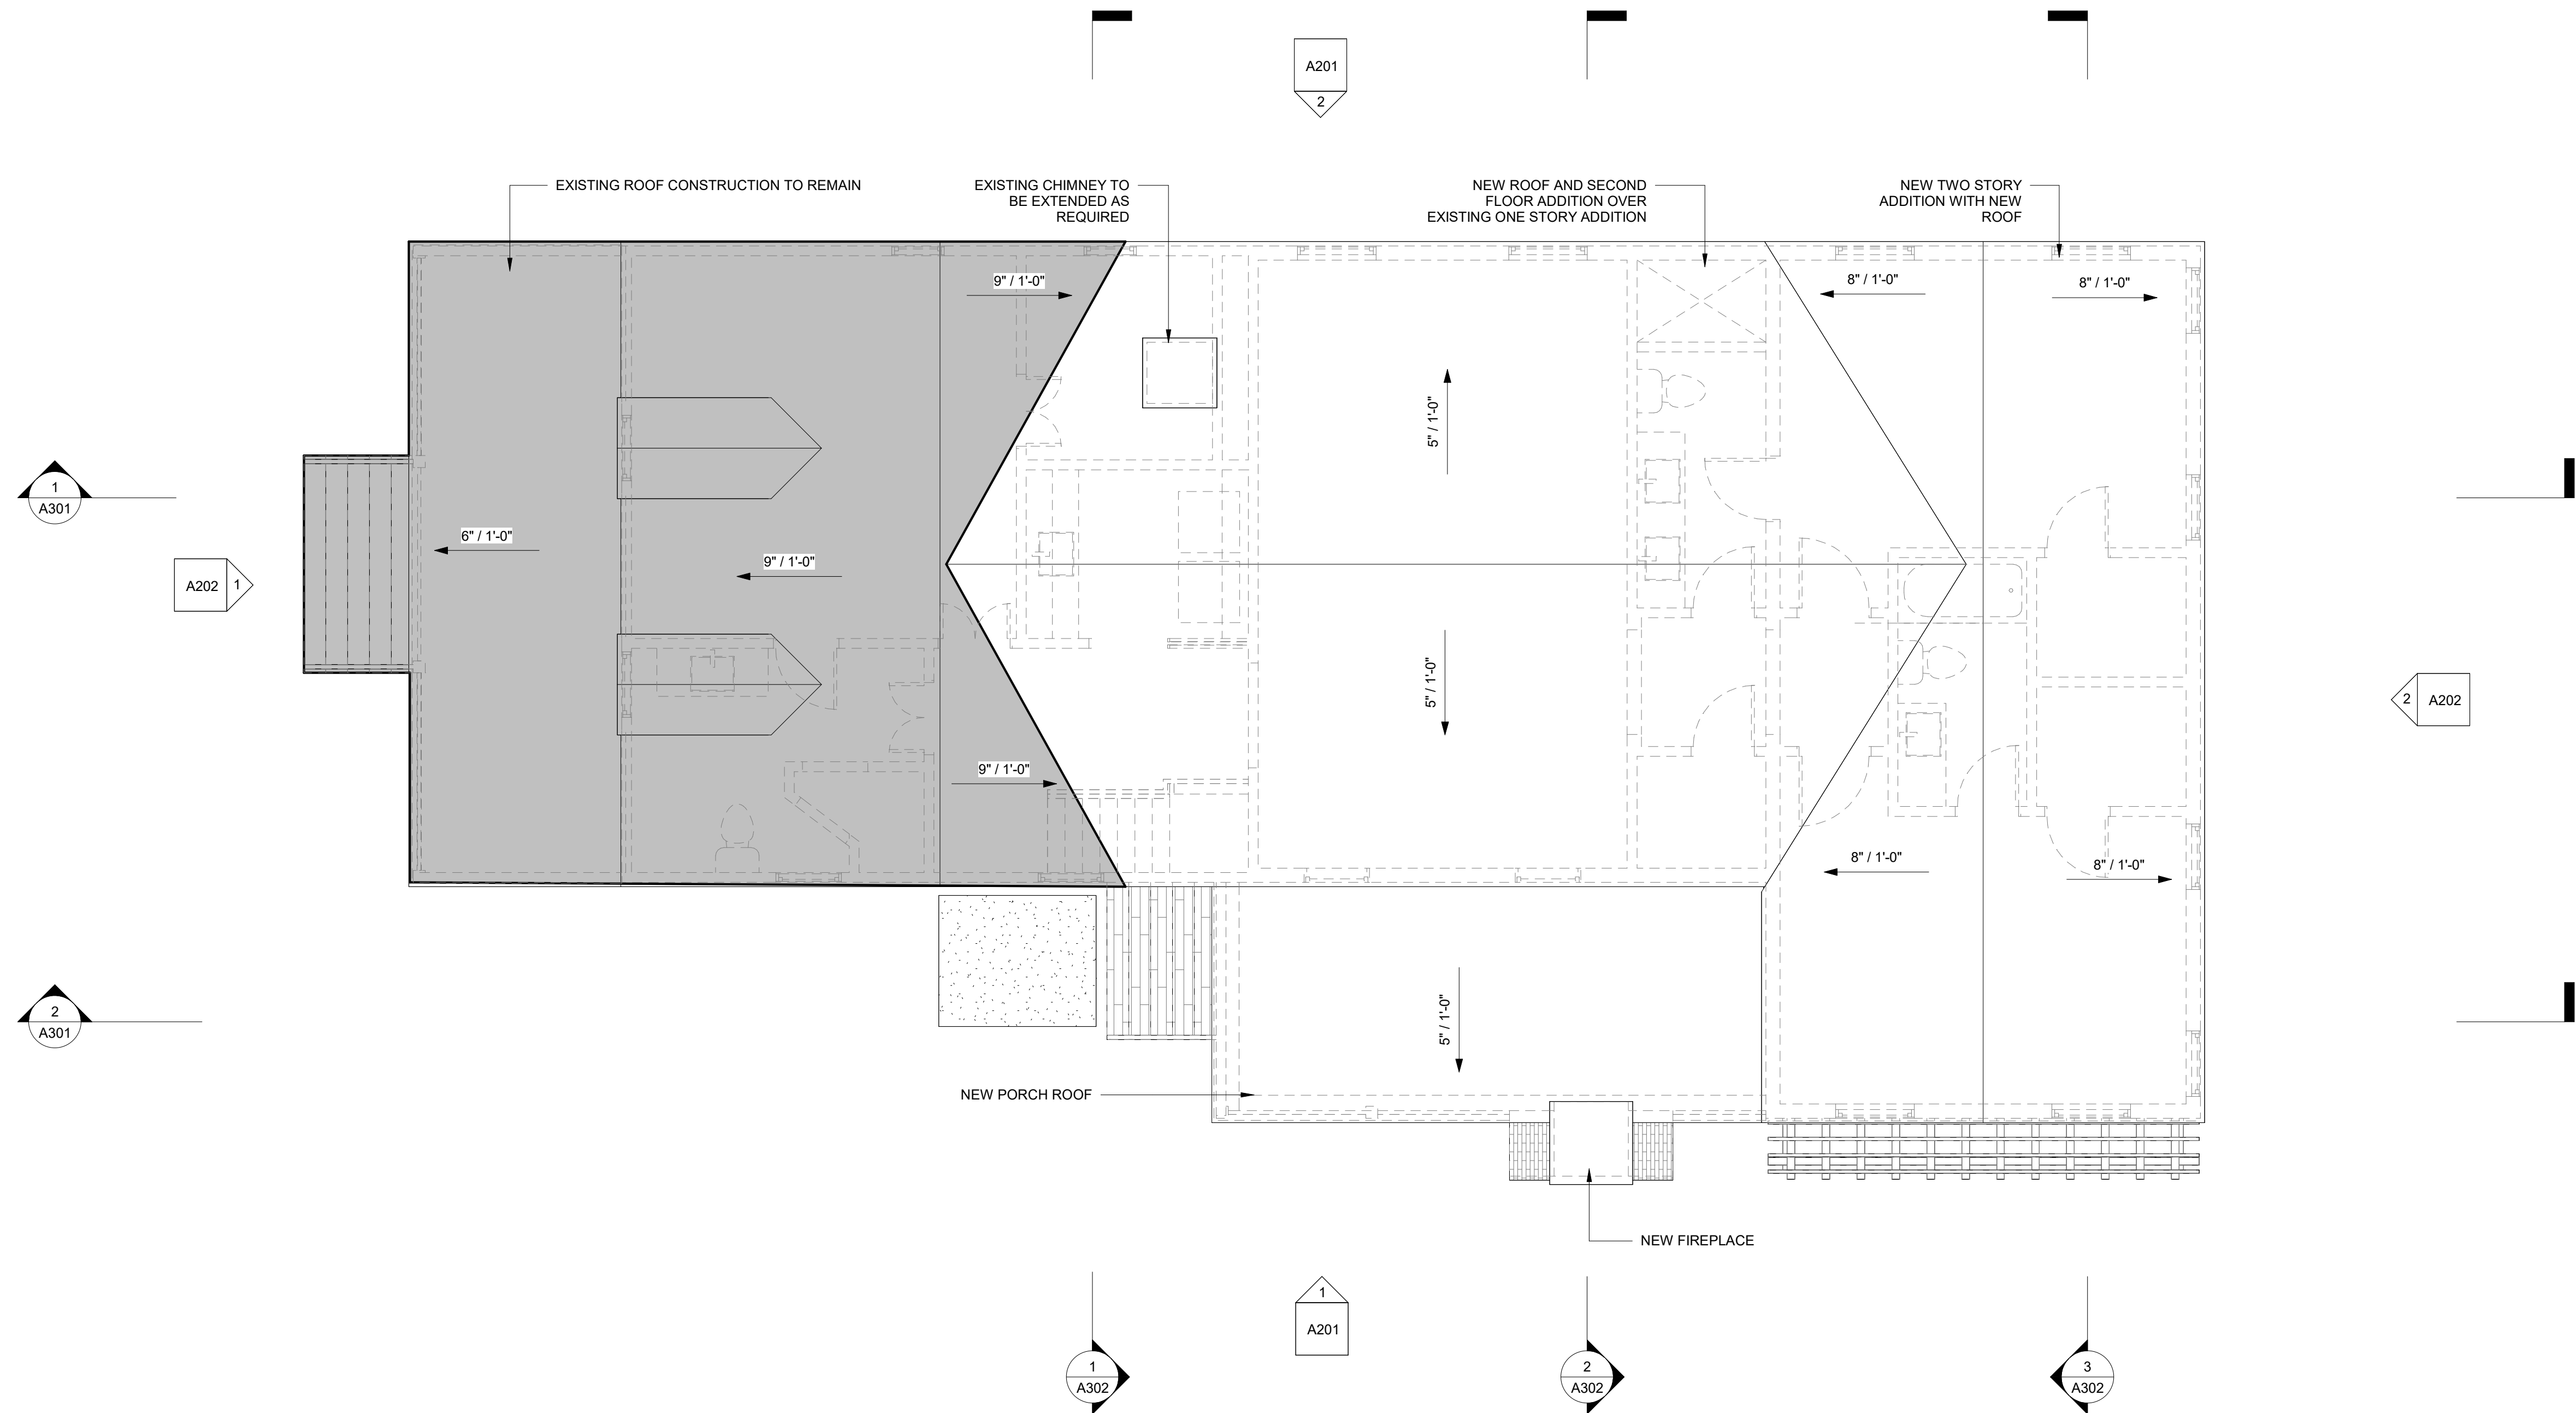 A201
2
EXISTING ROOF CONSTRUCTION TO REMAIN
EXISTING CHIMNEY TO
BE EXTENDED AS
REQUIRED
NEW ROOF AND SECOND
FLOOR ADDITION OVER
EXISTING ONE STORY ADDITION
NEW TWO STORY
ADDITION WITH NEW
ROOF
9" / 1'-0"
8" / 1'-0"
8" / 1'-0"
5" / 1'-0"
1
A301
6" / 1'-0"
9" / 1'-0"
A202
1
5" / 1'-0"
2
A202
9" / 1'-0"
8" / 1'-0"
8" / 1'-0"
2
A301
5" / 1'-0"
NEW PORCH ROOF
NEW FIREPLACE
1
A201
1
A302
2
A302
3
A302